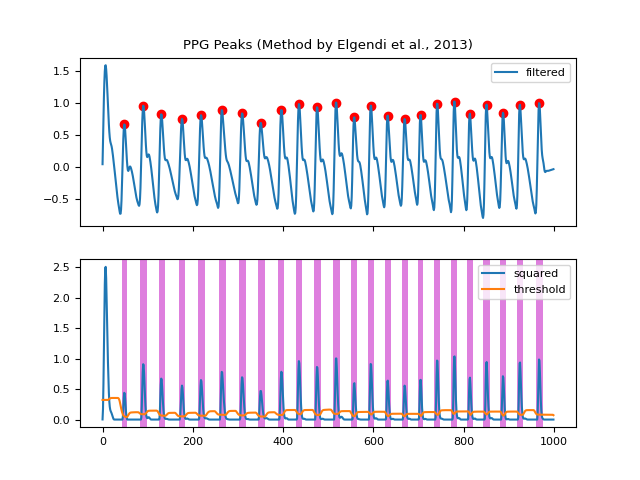 PPG Peaks (Method by Elgendi et al., 2013)
1.5
1.0
0.5
0.0
−0.5
filtered
2.5
2.0
1.5
1.0
0.5
0.0
squared
threshold
0 200 400 600 800 1000